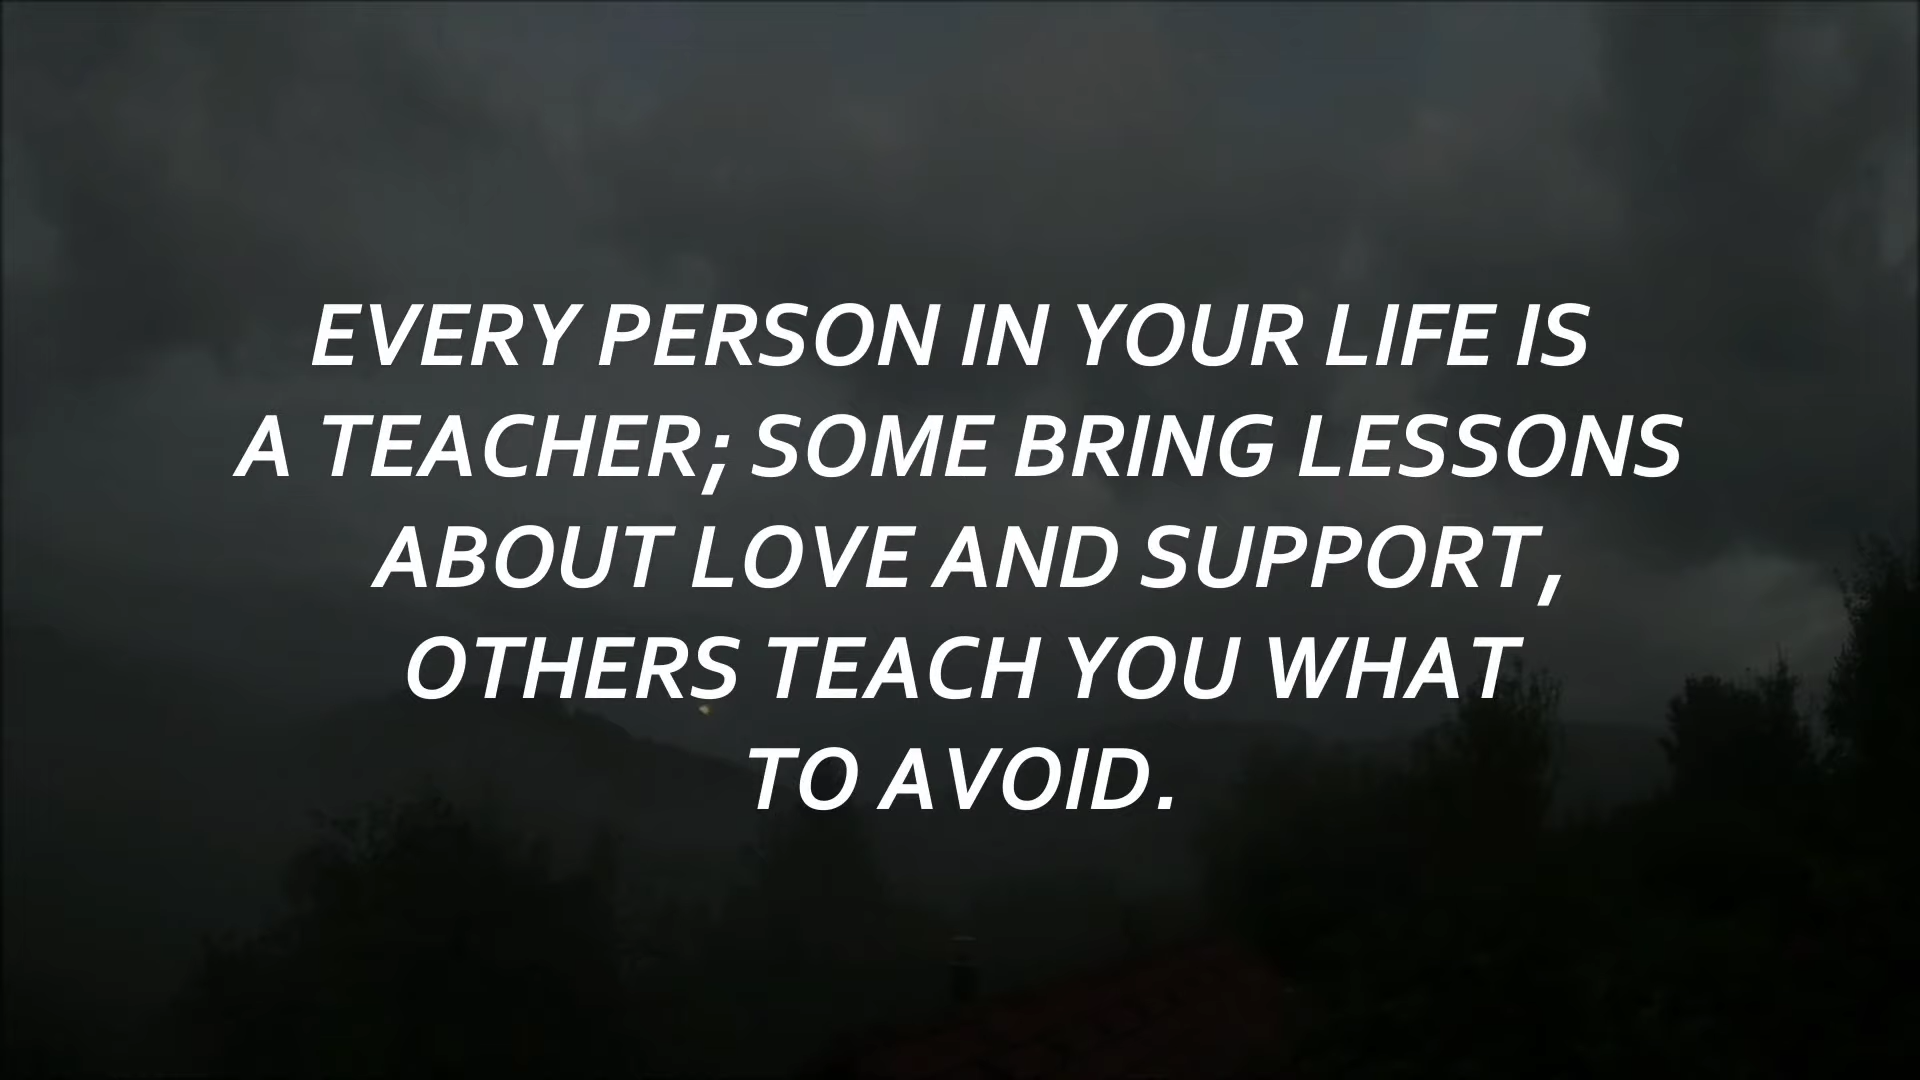 EVERY PERSON IN YOUR LIFE IS
A TEACHER; SOME BRING LESSONS
ABOUT LOVE AND SUPPORT,
OTHERS TEACH YOU WHAT
TO AVOID.